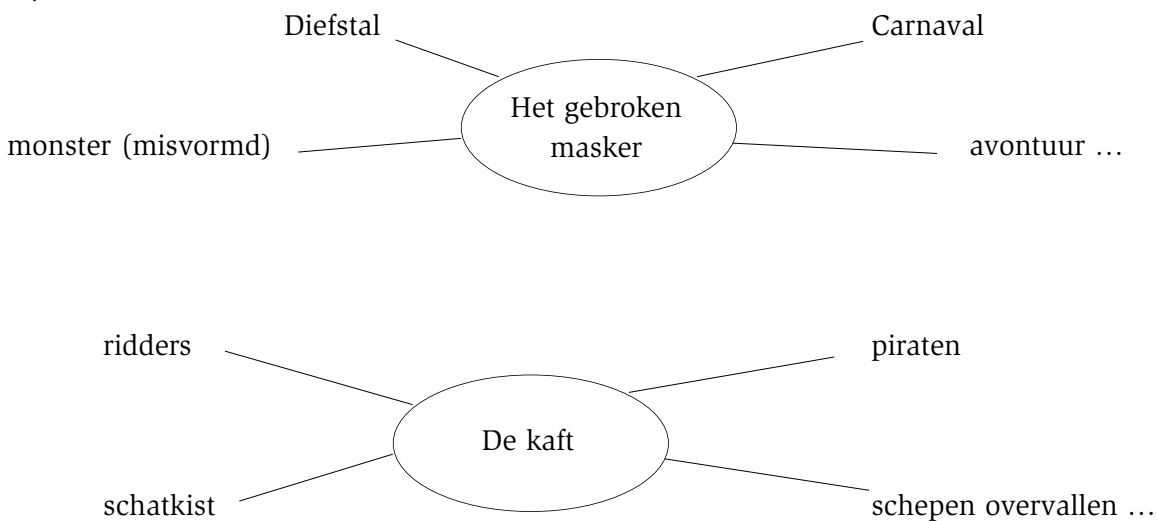 Diefstal
Carnaval
Het gebroken
masker
monster (misvormd)
avontuur …
ridders
piraten
De kaft
schatkist
schepen overvallen …